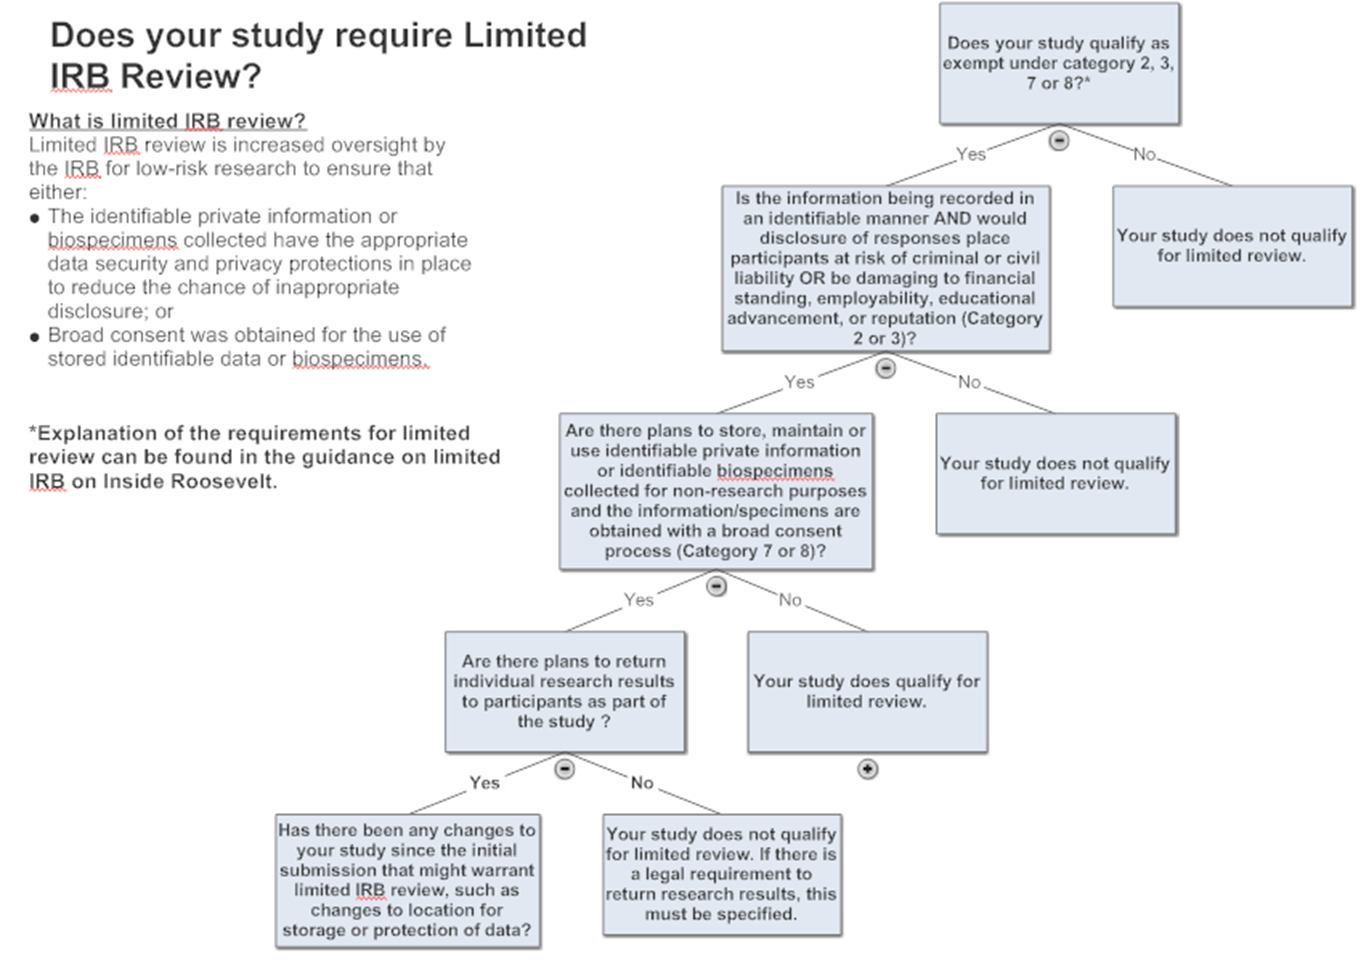 Does your study require Limited
IRB Review?
What is limited IRB review?
Limited IRB review is increased oversight by
the IRB for low-risk research to ensure that
either:
● The identifiable private information or
biospecimens collected have the appropriate
data security and privacy protections in place
to reduce the chance of inappropriate
disclosure; or
● Broad consent was obtained for the use of
stored identifiable data or biospecimens.
*Explanation of the requirements for limited
review can be found in the guidance on limited
IRB on Inside Roosevelt.
Does your study qualify as
exempt under category 2, 3,
7 or 8?*
Yes
No
Is the information being recorded in
an identifiable manner AND would
disclosure of responses place
participants at risk of criminal or civil
liability OR be damaging to financial
standing, employability, educational
advancement, or reputation (Category
2 or 3)?
Your study does not qualify
for limited review.
Yes
No
Are there plans to store, maintain or
use identifiable private information
or identifiable biospecimens
collected for non-research purposes
and the information/specimens are
obtained with a broad consent
process (Category 7 or 8)?
Your study does not qualify
for limited review.
Yes
No
Are there plans to return
individual research results
to participants as part of
the study ?
Your study does qualify for
limited review.
Yes
No
Has there been any changes to
your study since the initial
submission that might warrant
limited IRB review, such as
changes to location for
storage or protection of data?
Your study does not qualify
for limited review. If there is
a legal requirement to
return research results, this
must be specified.